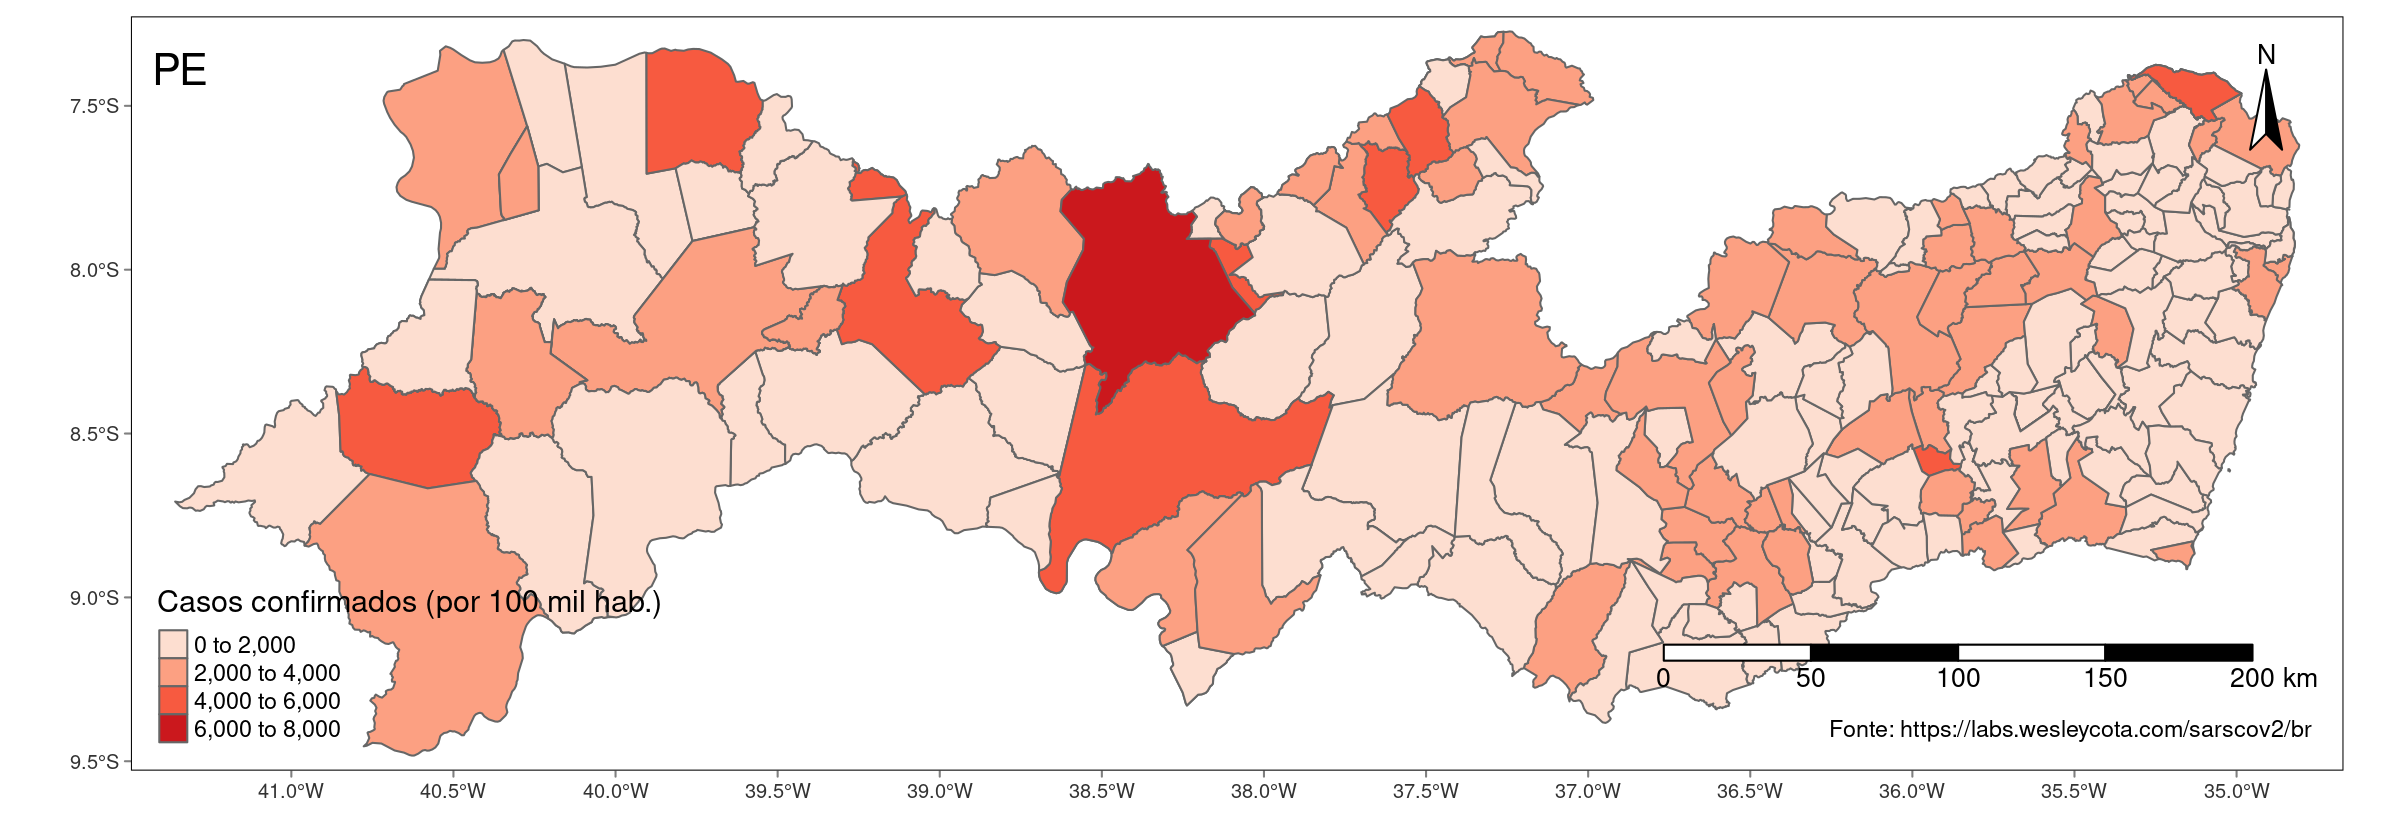 PE
N
7.5°S
8.0°S
8.5°S
9.0°S
9.5°S
Casos confirmados (por 100 mil hab.)
0 to 2,000
2,000 to 4,000
4,000 to 6,000
6,000 to 8,000
0 50 100 150 200 km
Fonte: https://labs.wesleycota.com/sarscov2/br
41.0°W 40.5°W 40.0°W 39.5°W 39.0°W 38.5°W 38.0°W 37.5°W 37.0°W 36.5°W 36.0°W 35.5°W 35.0°W